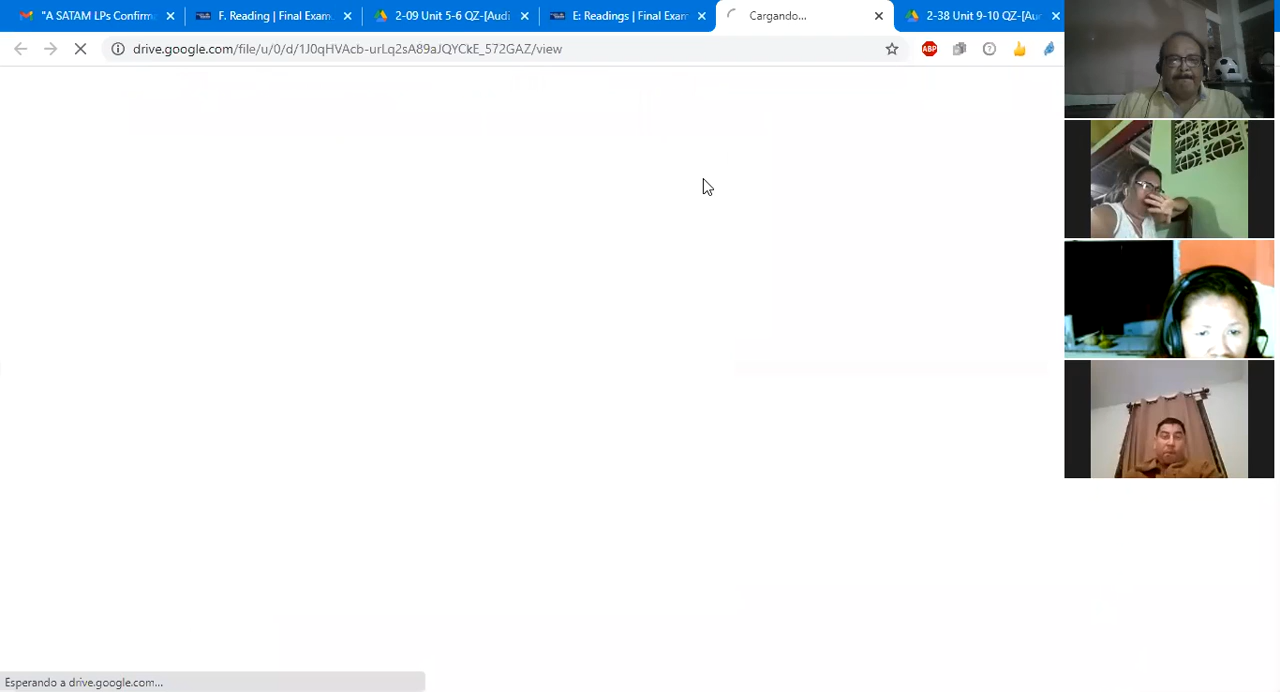 "A SATAM LPs Confirm
F. Reading | Final Exam.
2-09 Unit 5-6 QZ-[Audi
E: Readings | Final Exam
Cargando...
2-38 Unit 9-10 QZ-[Au
drive.google.com/file/u/0/d/1J0qHVAcb-urLq2sA89aJQYCkE_572GAZ/view
ABP
Esperando a drive.google.com...